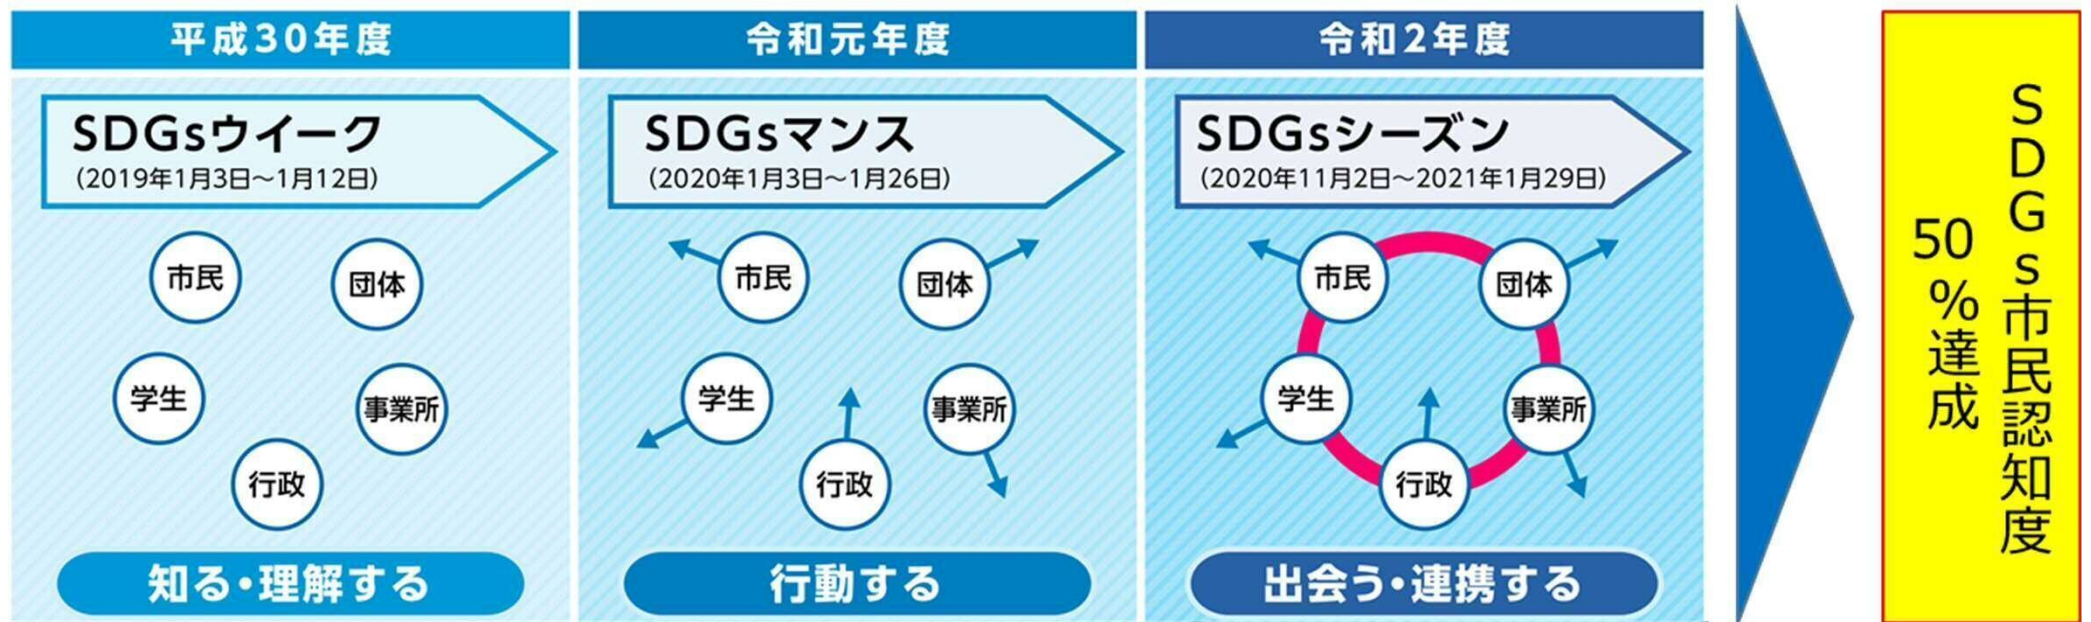 平成30年度
SDGsウイーク
(2019年1月3日～1月12日)
市民
団体
学生
事業所
行政
知る・理解する
令和元年度
SDGsマンス
(2020年1月3日～1月26日)
市民
団体
学生
事業所
行政
行動する
令和2年度
SDGsシーズン
(2020年11月2日～2021年1月29日)
市民
団体
学生
事業所
行政
出会う・連携する
SDGs市民認知度
50%達成